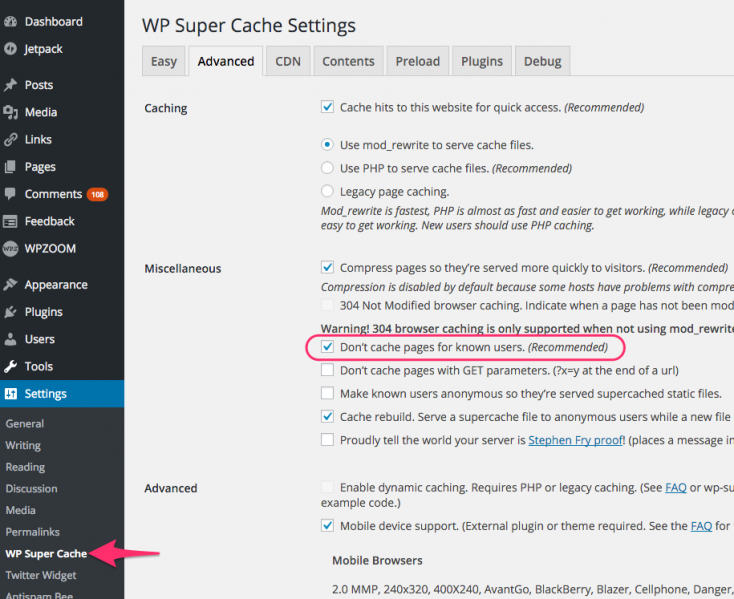 Dashboard
Jetpack
Posts
Media
Links
Pages
Comments 108
Feedback
WPZOOM
Appearance
Plugins
Users
Tools
Settings
General
Writing
Reading
Discussion
Media
Permalinks
WP Super Cache
Twitter Widget
Antispam Bee
WP Super Cache Settings
Easy Advanced CDN Contents Preload Plugins Debug
Caching
Cache hits to this website for quick access. (Recommended)
Use mod_rewrite to serve cache files.
Use PHP to serve cache files. (Recommended)
Legacy page caching.
Mod_rewrite is fastest, PHP is almost as fast and easier to get working, while legacy
easy to get working. New users should use PHP caching.
Miscellaneous
Compress pages so they’re served more quickly to visitors. (Recommended)
Compression is disabled by default because some hosts have problems with compre
304 Not Modified browser caching. Indicate when a page has not been mod
Warning! 304 browser caching is only supported when not using mod_rewrite
Don’t cache pages for known users. (Recommended)
Don’t cache pages with GET parameters. (?x=y at the end of a url)
Make known users anonymous so they’re served supercached static files.
Cache rebuild. Serve a supercache file to anonymous users while a new file
Proudly tell the world your server is Stephen Fry proof! (places a message in
Advanced
Enable dynamic caching. Requires PHP or legacy caching. (See FAQ or wp-su
example code.)
Mobile device support. (External plugin or theme required. See the FAQ for
Mobile Browsers
2.0 MMP, 240x320, 400X240, AvantGo, BlackBerry, Blazer, Cellphone, Danger,